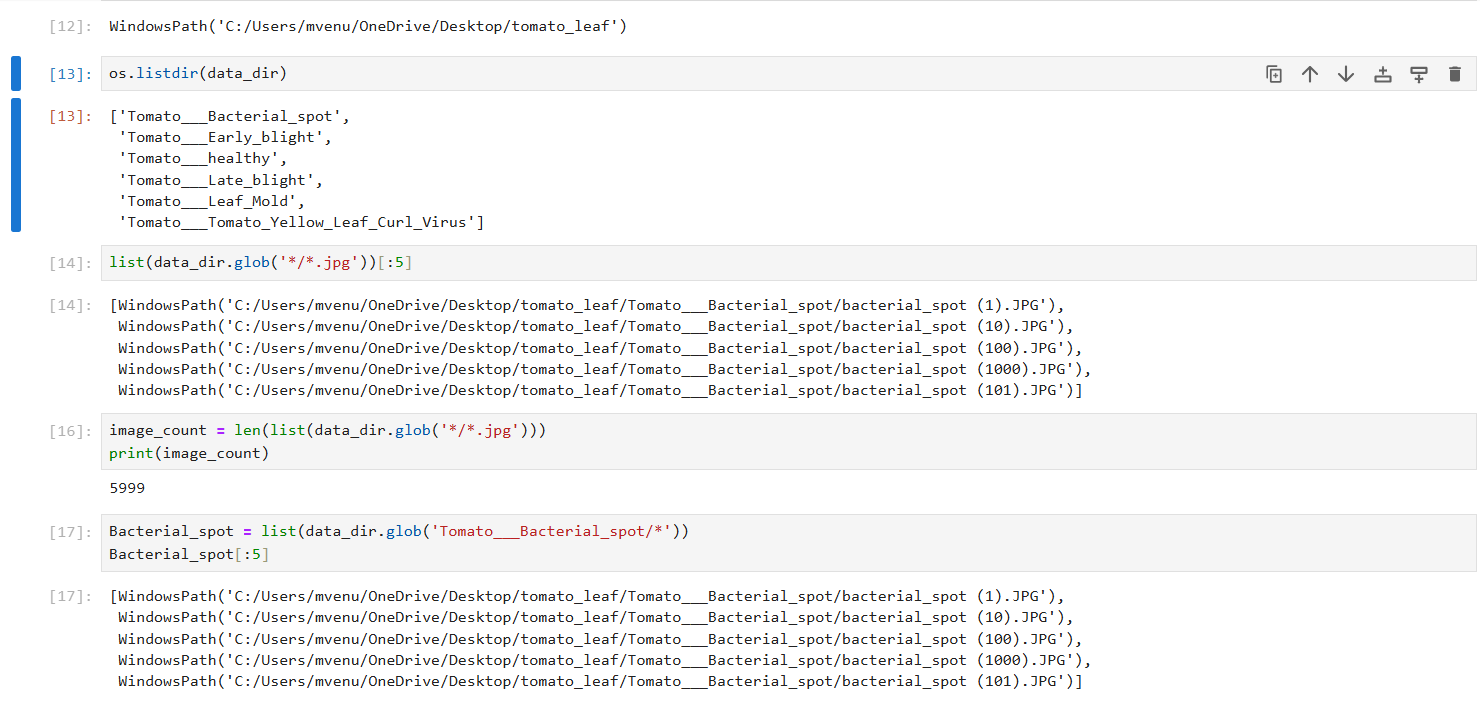 [12]: WindowsPath('C:/Users/mvenu/OneDrive/Desktop/tomato_leaf')
[13]: os.listdir(data_dir)
[13]: ['Tomato___Bacterial_spot',
'Tomato___Early_blight',
'Tomato___healthy',
'Tomato___Late_blight',
'Tomato___Leaf_Mold',
'Tomato___Tomato_Yellow_Leaf_Curl_Virus']
[14]: list(data_dir.glob('*/*.jpg'))[:5]
[14]: [WindowsPath('C:/Users/mvenu/OneDrive/Desktop/tomato_leaf/Tomato___Bacterial_spot/bacterial_spot (1).JPG'),
WindowsPath('C:/Users/mvenu/OneDrive/Desktop/tomato_leaf/Tomato___Bacterial_spot/bacterial_spot (10).JPG'),
WindowsPath('C:/Users/mvenu/OneDrive/Desktop/tomato_leaf/Tomato___Bacterial_spot/bacterial_spot (100).JPG'),
WindowsPath('C:/Users/mvenu/OneDrive/Desktop/tomato_leaf/Tomato___Bacterial_spot/bacterial_spot (1000).JPG'),
WindowsPath('C:/Users/mvenu/OneDrive/Desktop/tomato_leaf/Tomato___Bacterial_spot/bacterial_spot (101).JPG')]
[16]: image_count = len(list(data_dir.glob('*/*.jpg')))
print(image_count)
5999
[17]: Bacterial_spot = list(data_dir.glob('Tomato___Bacterial_spot/*'))
Bacterial_spot[:5]
[17]: [WindowsPath('C:/Users/mvenu/OneDrive/Desktop/tomato_leaf/Tomato___Bacterial_spot/bacterial_spot (1).JPG'),
WindowsPath('C:/Users/mvenu/OneDrive/Desktop/tomato_leaf/Tomato___Bacterial_spot/bacterial_spot (10).JPG'),
WindowsPath('C:/Users/mvenu/OneDrive/Desktop/tomato_leaf/Tomato___Bacterial_spot/bacterial_spot (100).JPG'),
WindowsPath('C:/Users/mvenu/OneDrive/Desktop/tomato_leaf/Tomato___Bacterial_spot/bacterial_spot (1000).JPG'),
WindowsPath('C:/Users/mvenu/OneDrive/Desktop/tomato_leaf/Tomato___Bacterial_spot/bacterial_spot (101).JPG')]